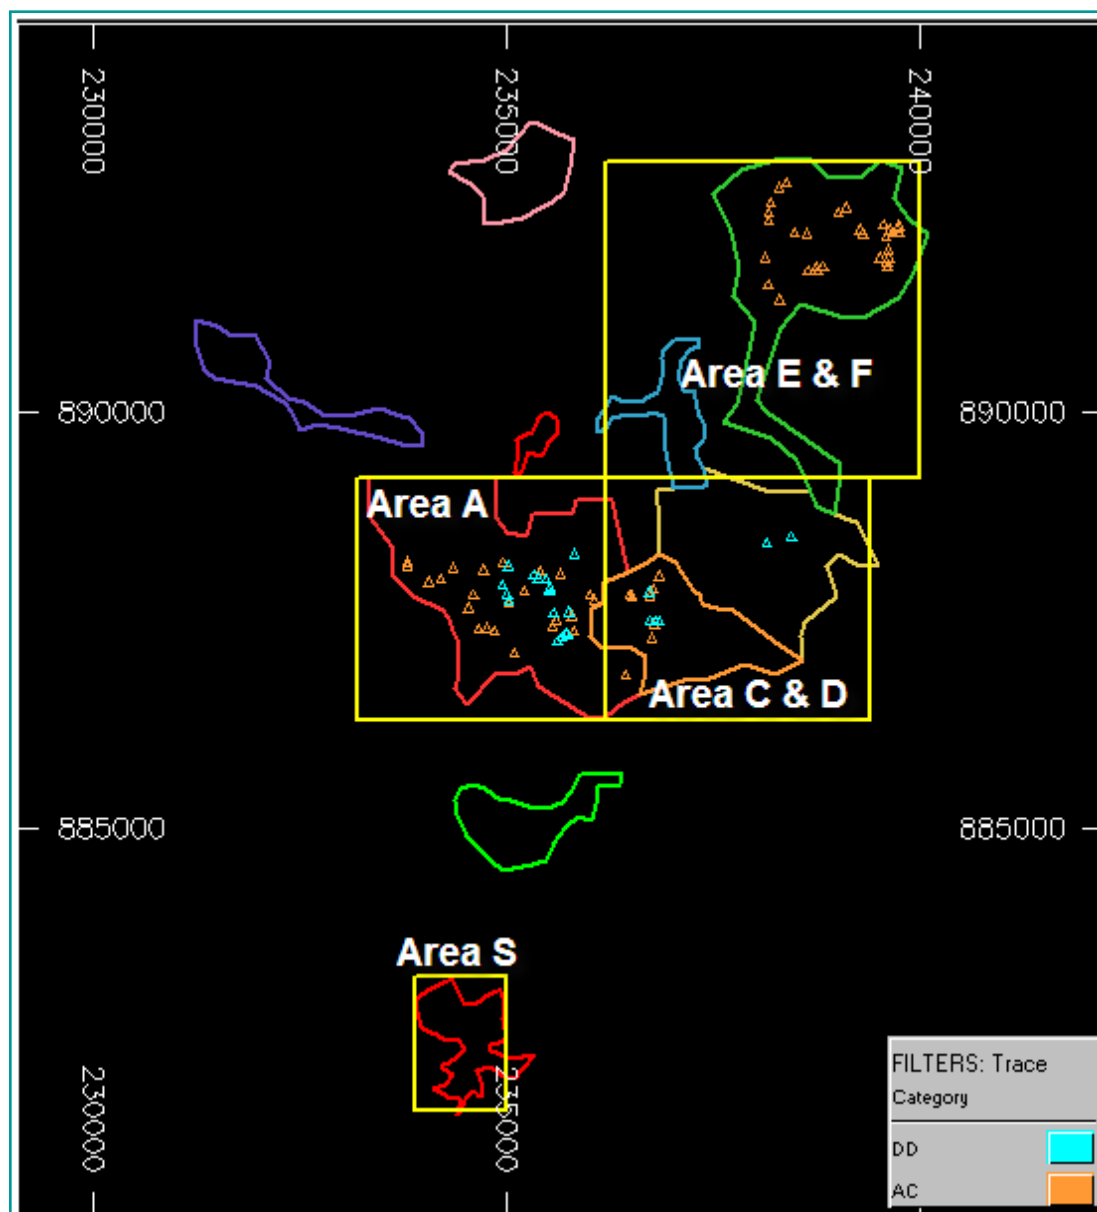 230000
235000
240000
Area E & F
890000
890000
Area A
Area C & D
885000
885000
Area S
230000
235000
FILTERS: Trace
Category
DD
AC